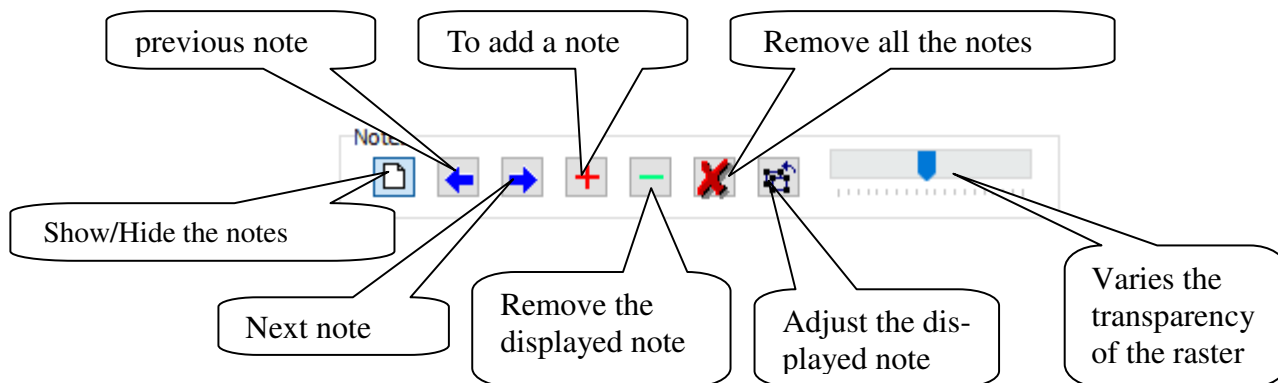 previous note
To add a note
Remove all the notes
Notes
Show/Hide the notes
Next note
Remove the
displayed note
Adjust the dis-
played note
Varies the
transparency
of the raster